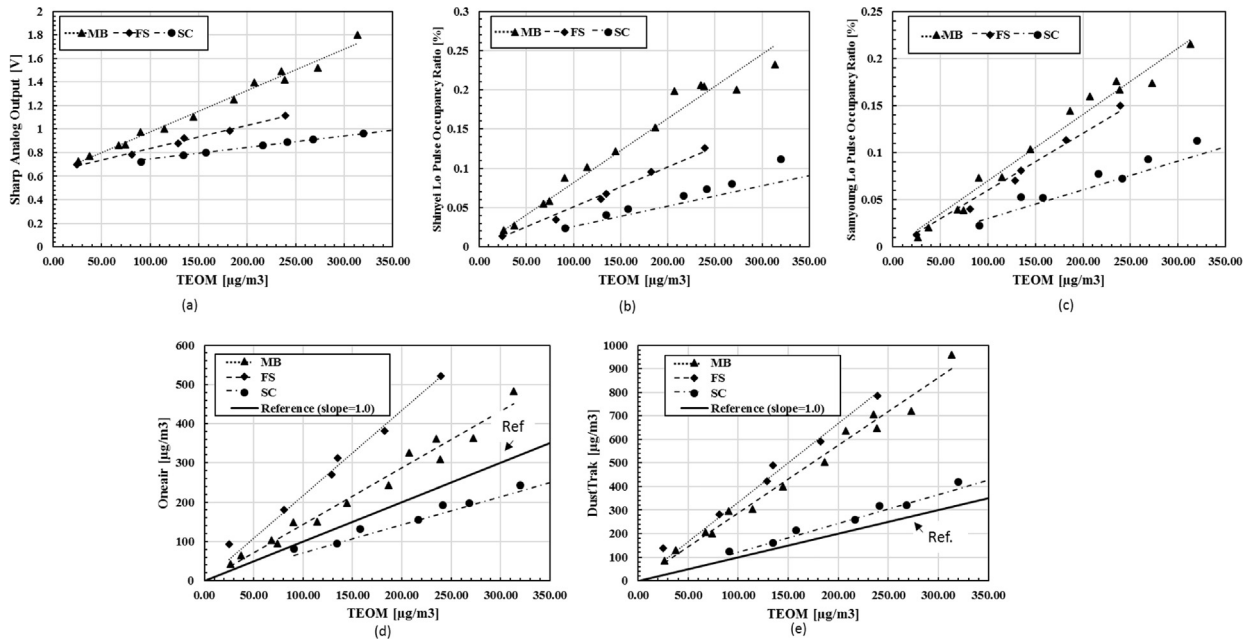 Sharp Analog Output [V]
2
1.8
1.6
1.4
1.2
1
0.8
0.6
0.4
0.2
0
MB FS SC
0.00 50.00 100.00 150.00 200.00 250.00 300.00 350.00
TEOM [µg/m3]
(a)
Shinyei Lo Pulse Occupancy Ratio [%]
0.3
0.25
0.2
0.15
0.1
0.05
0
MB FS SC
0.00 50.00 100.00 150.00 200.00 250.00 300.00 350.00
TEOM [µg/m3]
(b)
Samyoung Lo Pulse Occupancy Ratio [%]
0.25
0.2
0.15
0.1
0.05
0
MB FS SC
0.00 50.00 100.00 150.00 200.00 250.00 300.00 350.00
TEOM [µg/m3]
(c)
Oneair [µg/m3]
600
500
400
300
200
100
0
MB
FS
SC
Reference (slope=1.0)
Ref
0.00 50.00 100.00 150.00 200.00 250.00 300.00 350.00
TEOM [µg/m3]
(d)
DustTrak [µg/m3]
1000
900
800
700
600
500
400
300
200
100
0
MB
FS
SC
Reference (slope=1.0)
Ref.
0.00 50.00 100.00 150.00 200.00 250.00 300.00 350.00
TEOM [µg/m3]
(e)